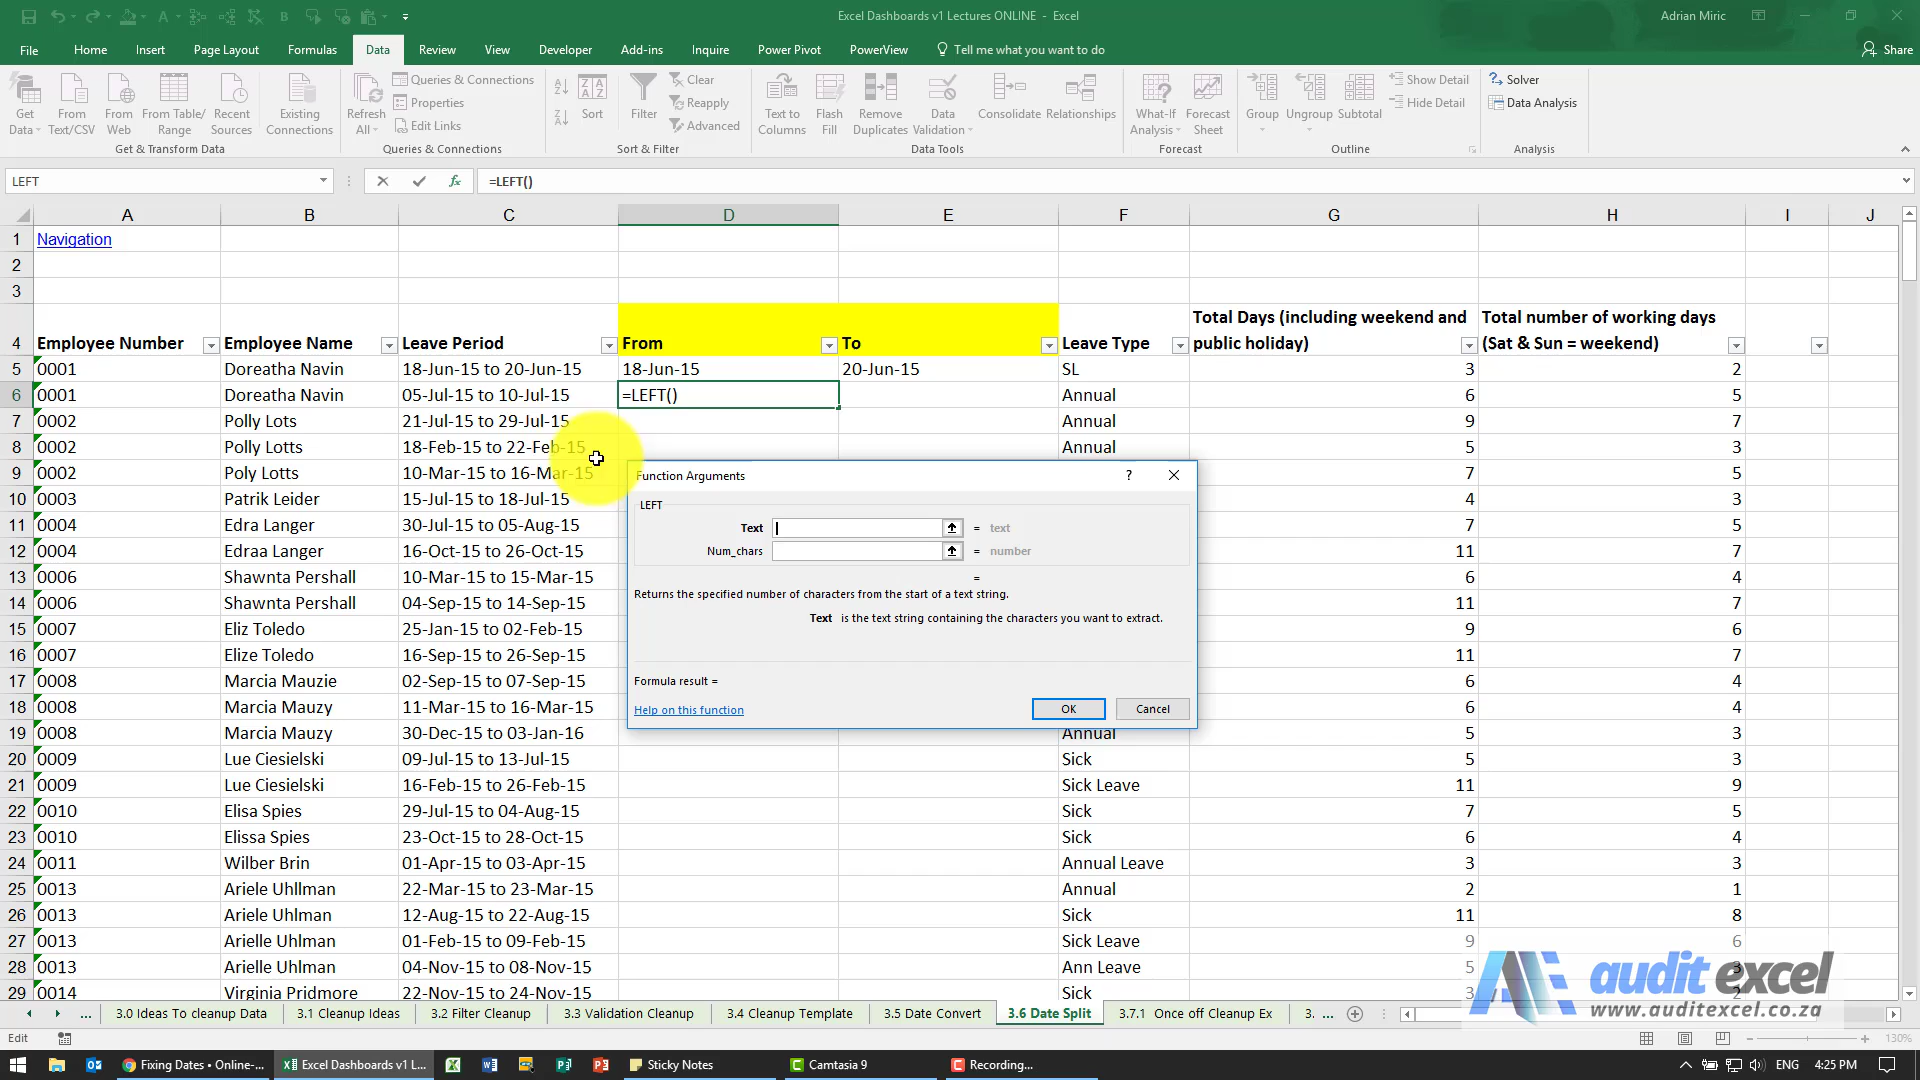 Excel Dashboards v1 Lectures ONLINE - Excel
Adrian Miric
File Home Insert Page Layout Formulas Data Review View Developer Add-ins Inquire Power Pivot PowerView Tell me what you want to do Share
Get Data
From Text/CSV
From Web
From Table/ Range
Recent Sources
Existing Connections
Get & Transform Data
Refresh All
Queries & Connections
Properties
Edit Links
Queries & Connections
Sort
Filter
Clear
Reapply
Advanced
Sort & Filter
Text to Columns
Flash Fill
Remove Duplicates
Data Validation
Consolidate
Relationships
Data Tools
What-If Analysis
Forecast Sheet
Forecast
Group
Ungroup
Subtotal
Show Detail
Hide Detail
Outline
Solver
Data Analysis
Analysis
LEFT
fx
=LEFT()
A B C D E F G H I J
1 Navigation
2
3
4 Employee Number Employee Name Leave Period From To Leave Type Total Days (including weekend and public holiday) Total number of working days (Sat & Sun = weekend)
5 0001 Doreatha Navin 18-Jun-15 to 20-Jun-15 18-Jun-15 20-Jun-15 SL 3 2
6 0001 Doreatha Navin 05-Jul-15 to 10-Jul-15 =LEFT() Annual 6 5
7 0002 Polly Lots 21-Jul-15 to 29-Jul-15 Annual 9 7
8 0002 Polly Lotts 18-Feb-15 to 22-Feb-15 Annual 5 3
9 0002 Poly Lotts 10-Mar-15 to 16-Mar-15 7 5
10 0003 Patrik Leider 15-Jul-15 to 18-Jul-15 4 3
11 0004 Edra Langer 30-Jul-15 to 05-Aug-15 7 5
12 0004 Edraa Langer 16-Oct-15 to 26-Oct-15 11 7
13 0006 Shawnta Pershall 10-Mar-15 to 15-Mar-15 6 4
14 0006 Shawnta Pershall 04-Sep-15 to 14-Sep-15 11 7
15 0007 Eliz Toledo 25-Jan-15 to 02-Feb-15 9 6
16 0007 Elize Toledo 16-Sep-15 to 26-Sep-15 11 7
17 0008 Marcia Mauzie 02-Sep-15 to 07-Sep-15 6 4
18 0008 Marcia Mauzy 11-Mar-15 to 16-Mar-15 6 4
19 0008 Marcia Mauzy 30-Dec-15 to 03-Jan-16 Annual 5 3
20 0009 Lue Ciesielski 09-Jul-15 to 13-Jul-15 Sick 5 3
21 0009 Lue Ciesielski 16-Feb-15 to 26-Feb-15 Sick Leave 11 9
22 0010 Elisa Spies 29-Jul-15 to 04-Aug-15 Sick 7 5
23 0010 Elissa Spies 23-Oct-15 to 28-Oct-15 Sick 6 4
24 0011 Wilber Brin 01-Apr-15 to 03-Apr-15 Annual Leave 3 3
25 0013 Ariele Uhllman 22-Mar-15 to 23-Mar-15 Annual 2 1
26 0013 Ariele Uhlman 12-Aug-15 to 22-Aug-15 Sick 11 8
27 0013 Arielle Uhlman 01-Feb-15 to 09-Feb-15 Sick Leave 9 6
28 0013 Arielle Uhlman 04-Nov-15 to 08-Nov-15 Ann Leave 5 3
29 0014 Virginia Pridmore 22-Nov-15 to 24-Nov-15 Sick 3 2
Function Arguments ?
LEFT
Text = text
Num_chars = number
=
Returns the specified number of characters from the start of a text string.
Text is the text string containing the characters you want to extract.
Formula result =
Help on this function
OK
Cancel
audit excel
www.auditexcel.co.za
... 3.0 Ideas To cleanup Data 3.1 Cleanup Ideas 3.2 Filter Cleanup 3.3 Validation Cleanup 3.4 Cleanup Template 3.5 Date Convert 3.6 Date Split 3.7.1 Once off Cleanup Ex 3. ...
Edit
130%
Fixing Dates • Online-...
Excel Dashboards v1 L...
Sticky Notes
Camtasia 9
Recording...
ENG
4:25 PM